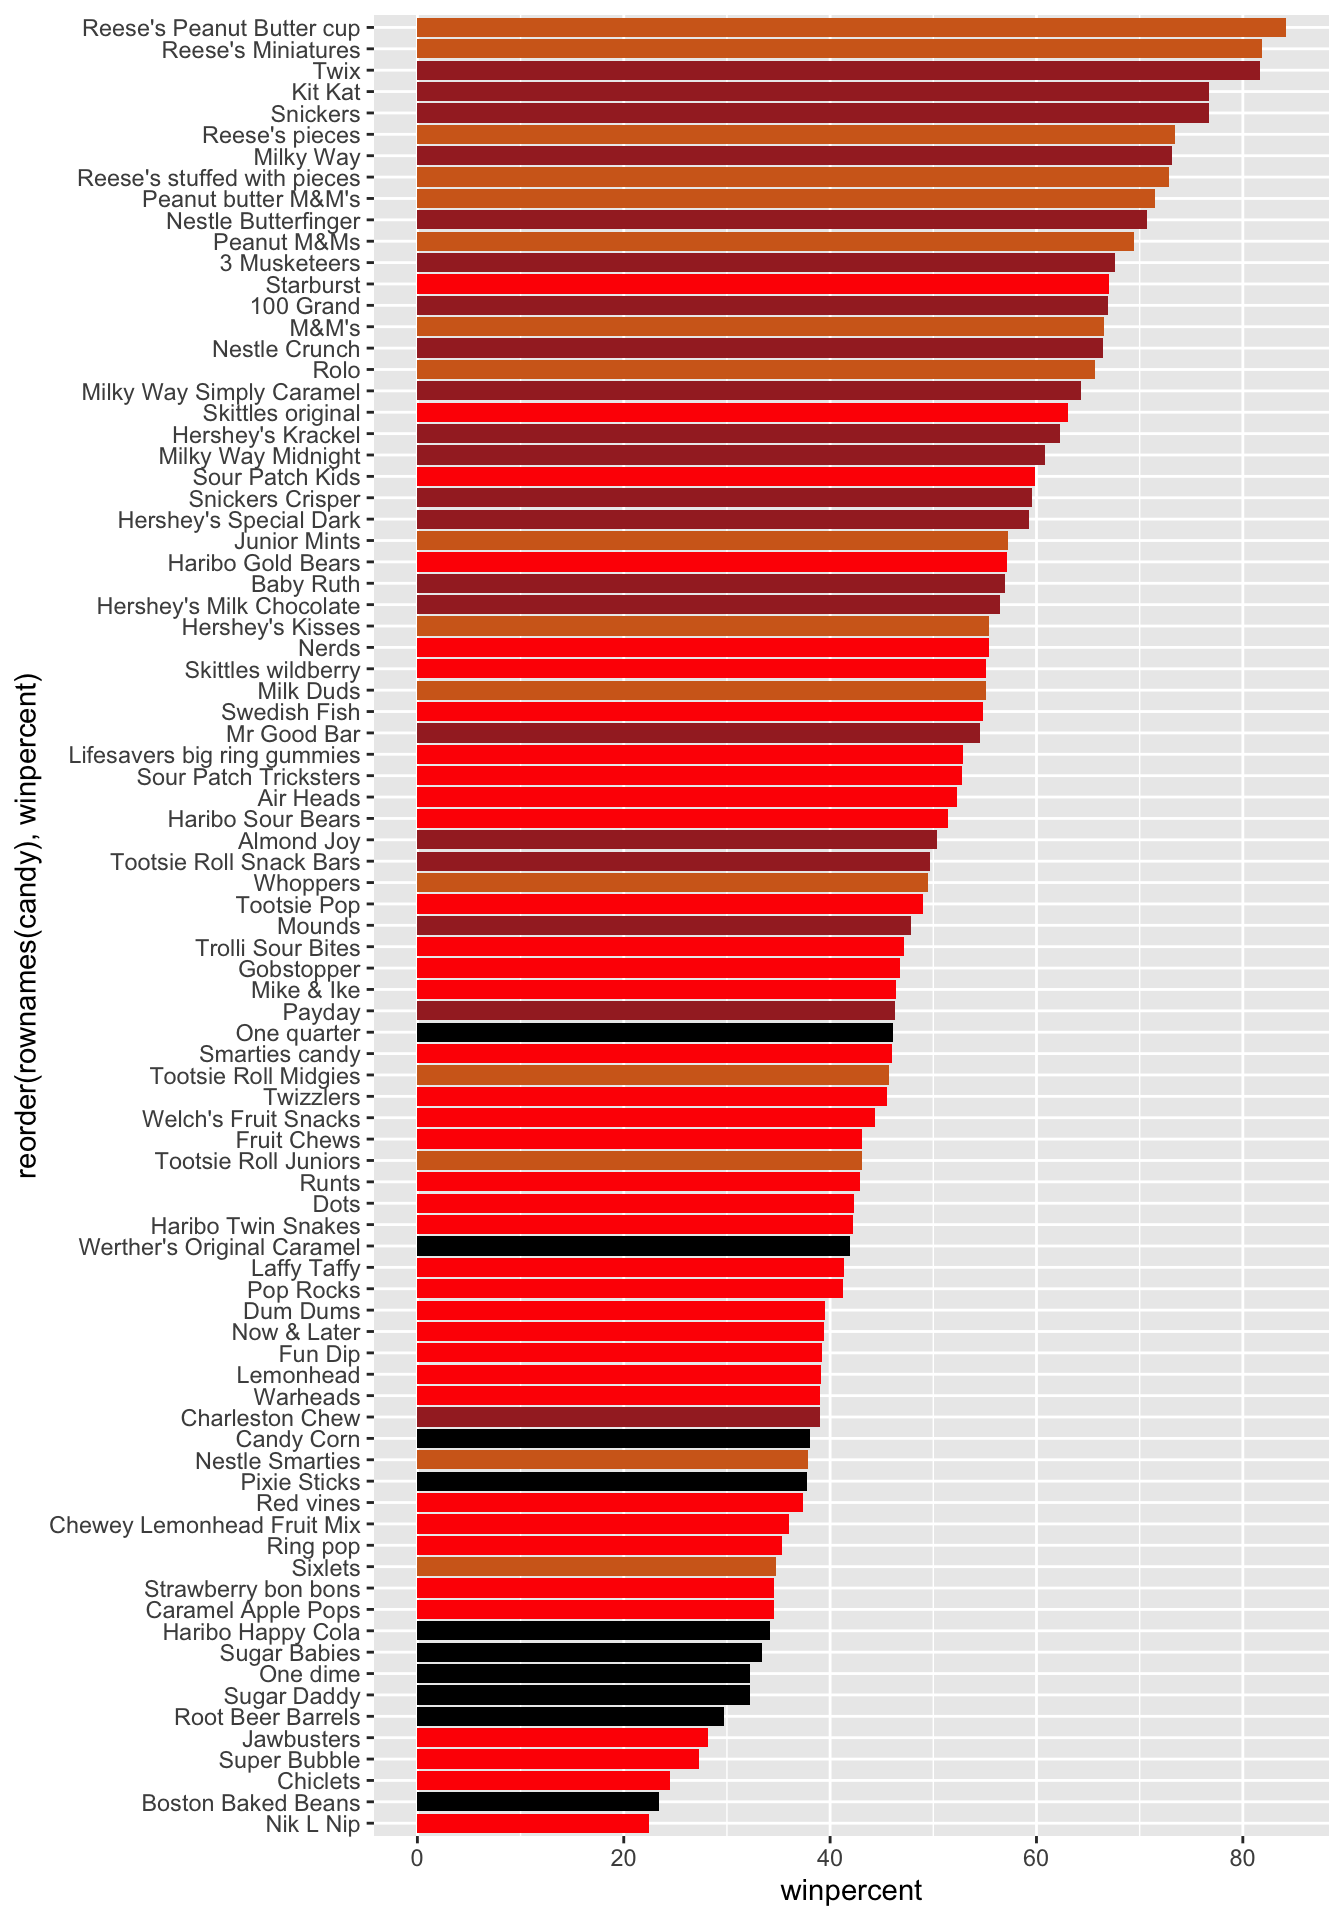 Reese's Peanut Butter cup
Reese's Miniatures
Twix
Kit Kat
Snickers
Reese's pieces
Milky Way
Reese's stuffed with pieces
Peanut butter M&M's
Nestle Butterfinger
Peanut M&Ms
3 Musketeers
Starburst
100 Grand
M&M's
Nestle Crunch
Rolo
Milky Way Simply Caramel
Skittles original
Hershey's Krackel
Milky Way Midnight
Sour Patch Kids
Snickers Crisper
Hershey's Special Dark
Junior Mints
Haribo Gold Bears
Baby Ruth
Hershey's Milk Chocolate
Hershey's Kisses
Nerds
Skittles wildberry
Milk Duds
Swedish Fish
Mr Good Bar
Lifesavers big ring gummies
Sour Patch Tricksters
Air Heads
Haribo Sour Bears
Almond Joy
Tootsie Roll Snack Bars
Whoppers
Tootsie Pop
Mounds
Trolli Sour Bites
Gobstopper
Mike & Ike
Payday
One quarter
Smarties candy
Tootsie Roll Midgies
Twizzlers
Welch's Fruit Snacks
Fruit Chews
Tootsie Roll Juniors
Runts
Dots
Haribo Twin Snakes
Werther's Original Caramel
Laffy Taffy
Pop Rocks
Dum Dums
Now & Later
Fun Dip
Lemonhead
Warheads
Charleston Chew
Candy Corn
Nestle Smarties
Pixie Sticks
Red vines
Chewey Lemonhead Fruit Mix
Ring pop
Sixlets
Strawberry bon bons
Caramel Apple Pops
Haribo Happy Cola
Sugar Babies
One dime
Sugar Daddy
Root Beer Barrels
Jawbusters
Super Bubble
Chiclets
Boston Baked Beans
Nik L Nip
reorder(rownames(candy), winpercent)
0 20 40 60 80
winpercent